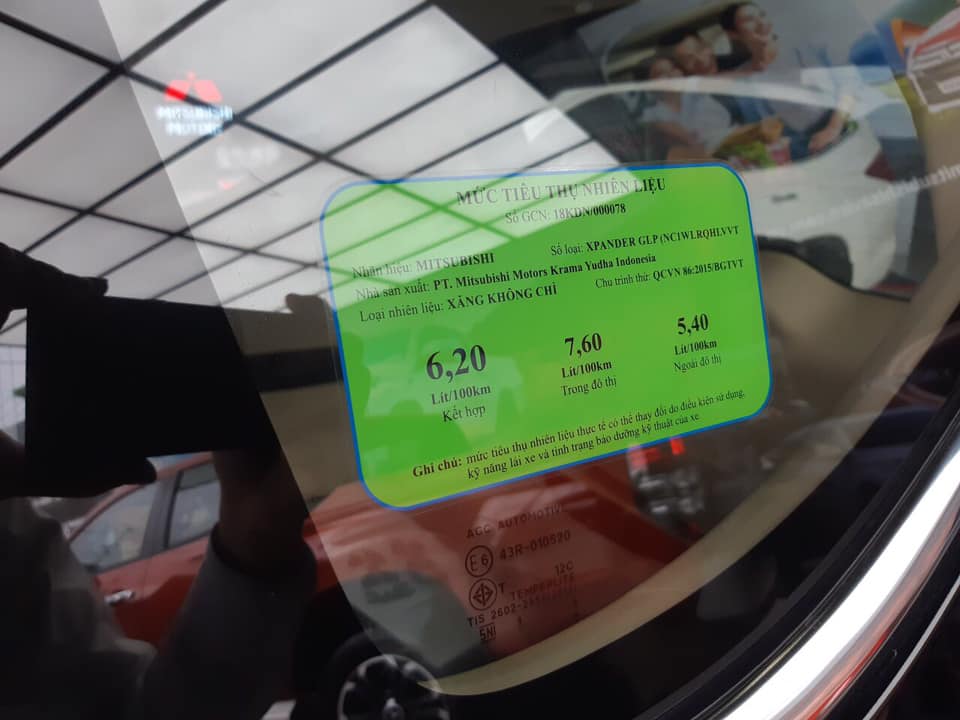 MITSUBISHI
MOTORS
MỨC TIÊU THỤ NHIÊN LIỆU
Số GCN: 18KDN/000078
Nhãn hiệu: MITSUBISHI
Số loại: XPANDER GLP (NC1WLRQHLVVT
Nhà sản xuất: PT. Mitsubishi Motors Krama Yudha Indonesia
Loại nhiên liệu: XĂNG KHÔNG CHÌ
Chu trình thử: QCVN 86:2015/BGTVT
6,20
Lít/100km
Kết hợp
7,60
Lít/100km
Trong đô thị
5,40
Lít/100km
Ngoài đô thị
Ghi chú: mức tiêu thụ nhiên liệu thực tế có thể thay đổi do điều kiện sử dụng,
kỹ năng lái xe và tình trạng bảo dưỡng kỹ thuật của xe
AGC AUTOMOTIVE
E6 43R-010520
T 12C
TEMPERLITE
TIS 2602-
SNI